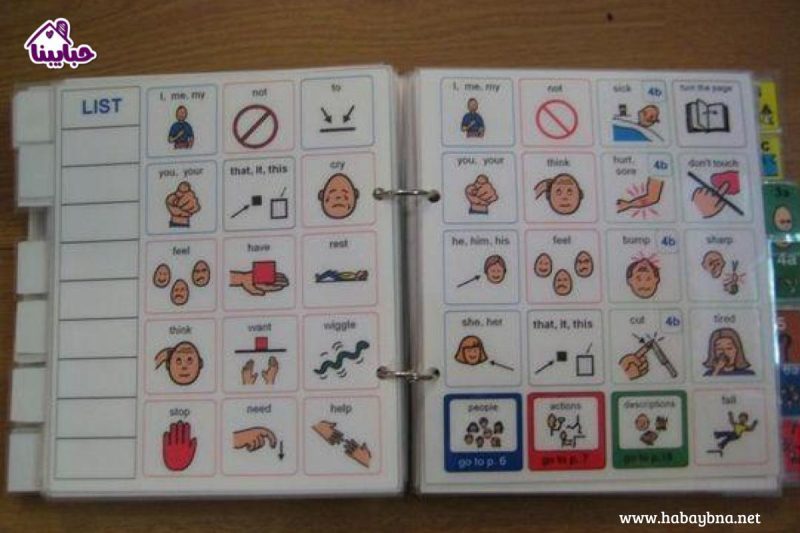 حبايبنا
LIST
I, me, my
not
to
you, your
that, it, this
cry
feel
have
rest
think
want
wiggle
stop
need
help
I, me, my
not
sick 4b
turn the page
you, your
think
hurt, sore 4b
don't touch
he, him, his
feel
bump 4b
sharp
she, her
that, it, this
cut 4b
tired
people
go to p. 6
actions
go to p. 7
descriptions
fall
3a
4a
www.habaybna.net